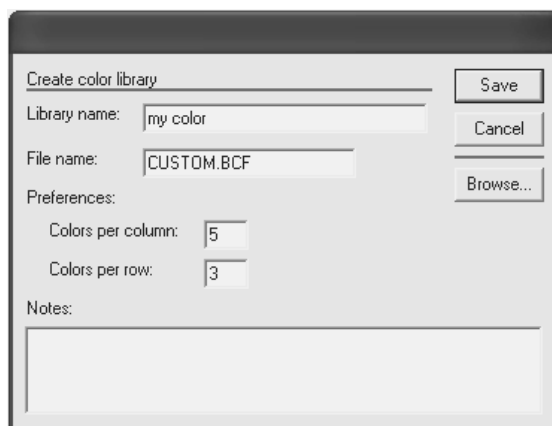 Create color library
Save
Library name: my color
Cancel
File name: CUSTOM.BCF
Browse...
Preferences:
Colors per column: 5
Colors per row: 3
Notes: